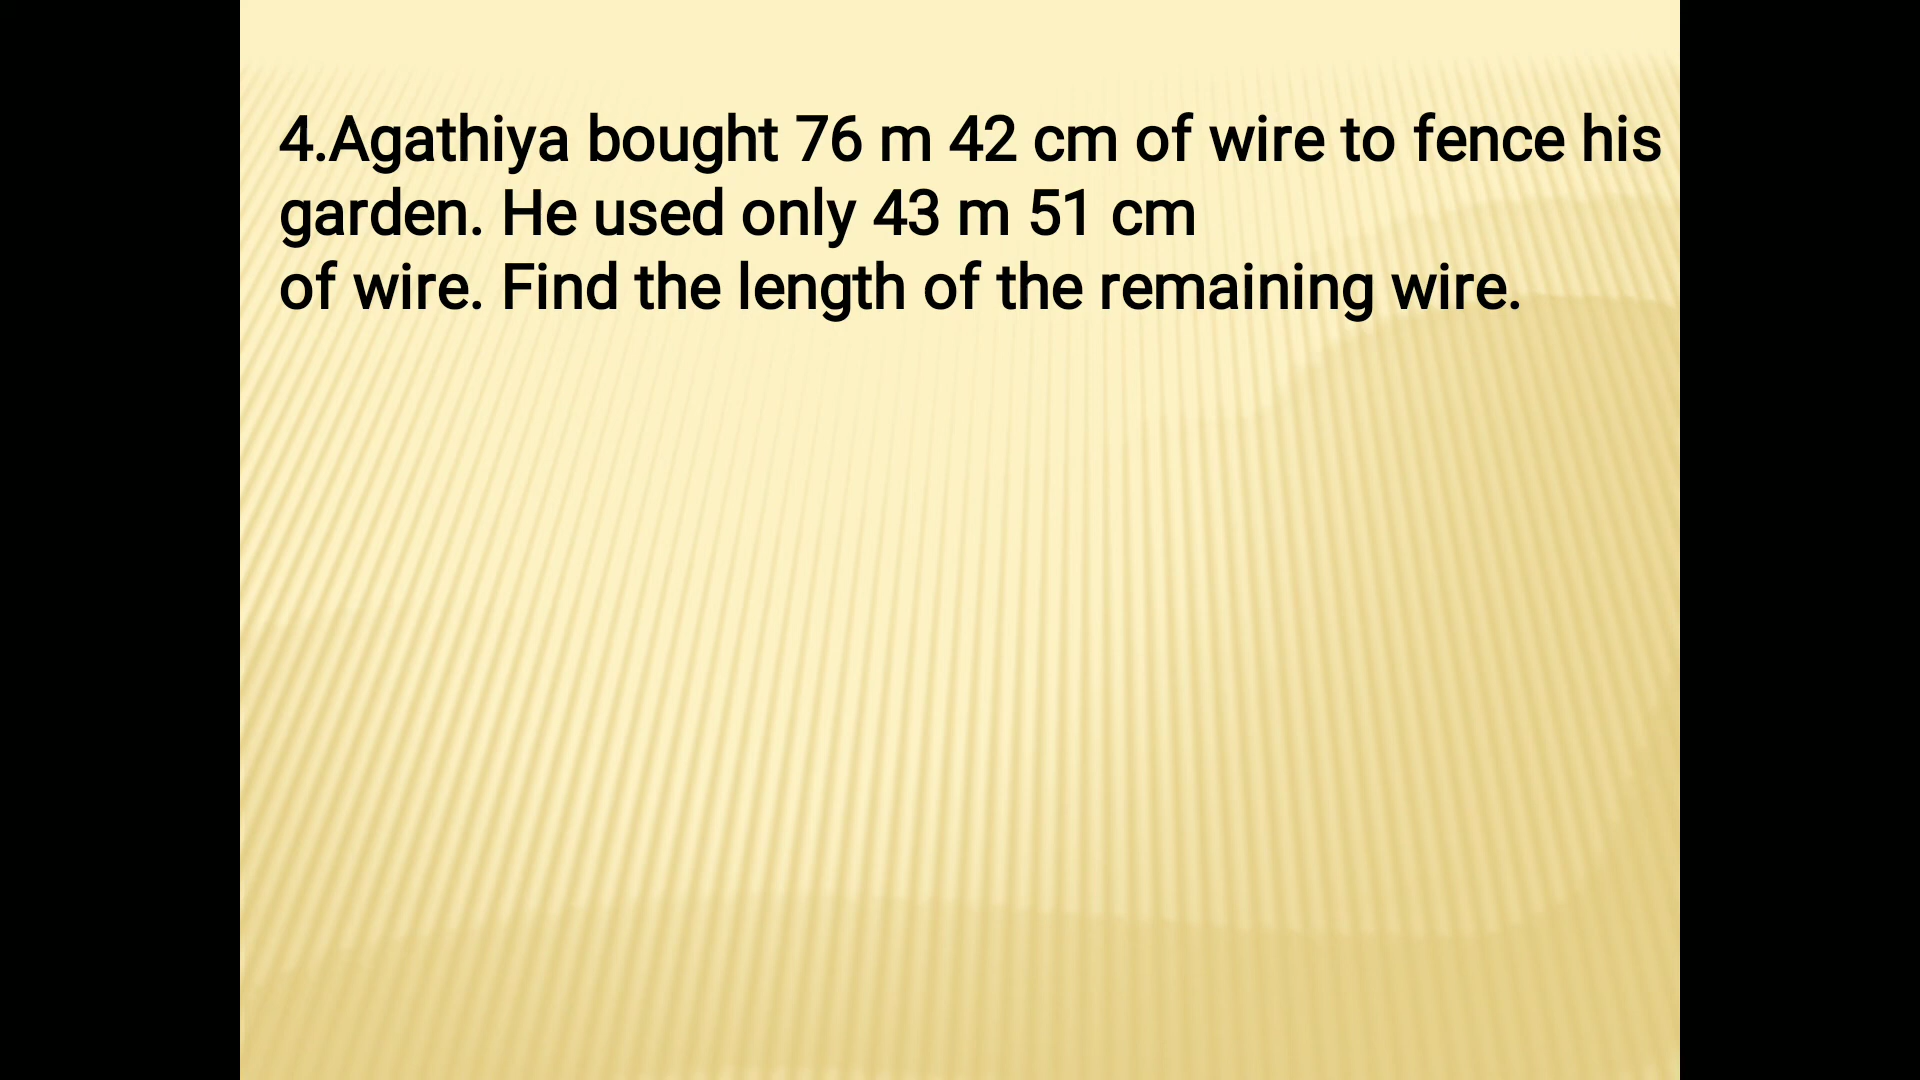 4.Agathiya bought 76 m 42 cm of wire to fence his
garden. He used only 43 m 51 cm
of wire. Find the length of the remaining wire.